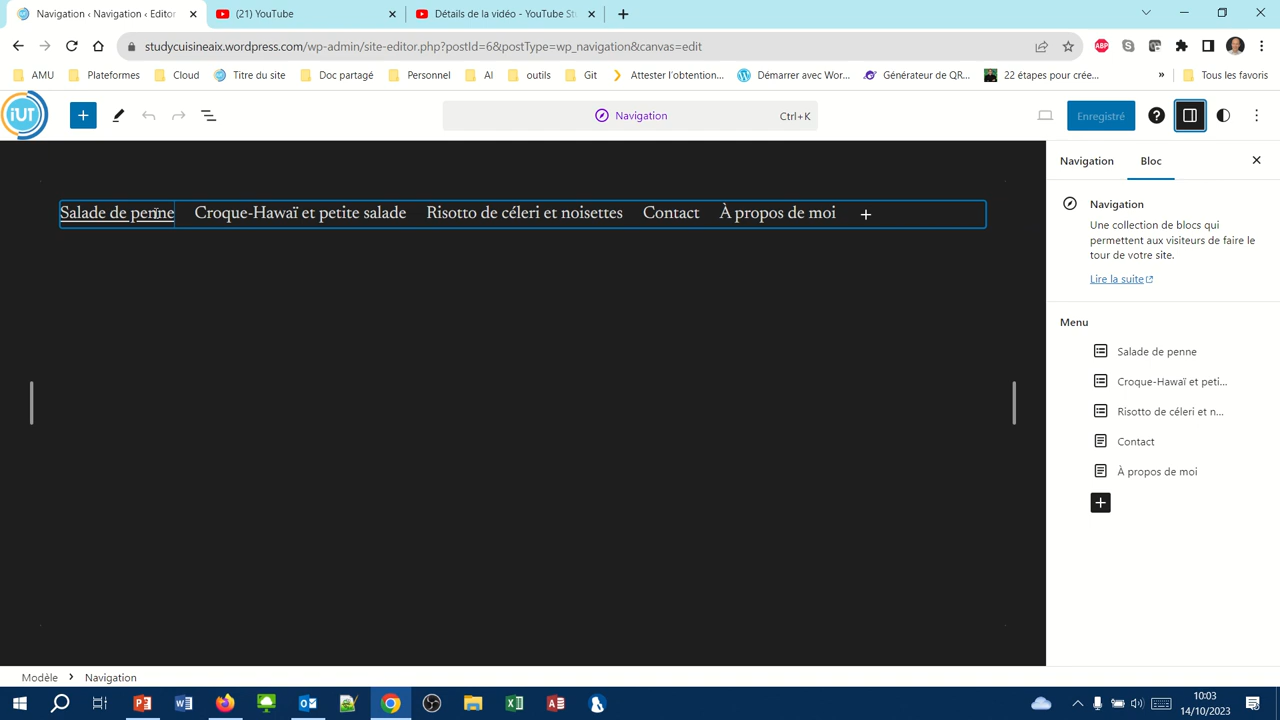 Navigation ‹ Navigation ‹ Editor
(21) YouTube
Détails de la vidéo - YouTube Stu
studycuisineaix.wordpress.com/wp-admin/site-editor.php?postId=6&postType=wp_navigation&canvas=edit
ABP
AMU
Plateformes
Cloud
Titre du site
Doc partagé
Personnel
AI
outils
Git
Attester l'obtention...
Démarrer avec Wor...
Générateur de QR...
22 étapes pour crée...
»
Tous les favoris
iUT
Navigation
Ctrl+K
Enregistré
Salade de penne
Croque-Hawaï et petite salade
Risotto de céleri et noisettes
Contact
À propos de moi
Navigation
Bloc
Navigation
Une collection de blocs qui
permettent aux visiteurs de faire le
tour de votre site.
Lire la suite
Menu
Salade de penne
Croque-Hawaï et peti...
Risotto de céleri et n...
Contact
À propos de moi
Modèle
Navigation
10:03
14/10/2023